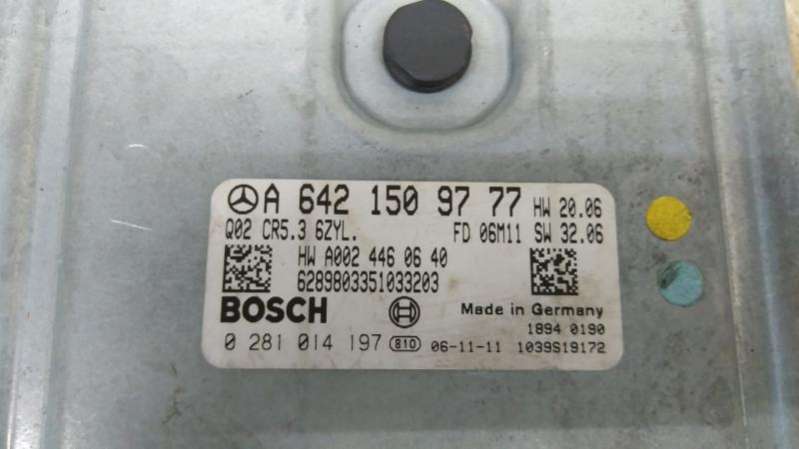 A 642 150 97 77 HW 20.06
Q02 CR5.3 6ZYL. FD 06M11 SW 32.06
HW A002 446 06 40
6289803351033203
BOSCH Made in Germany
1894 0190
0 281 014 197 810 06-11-11 1039S19172